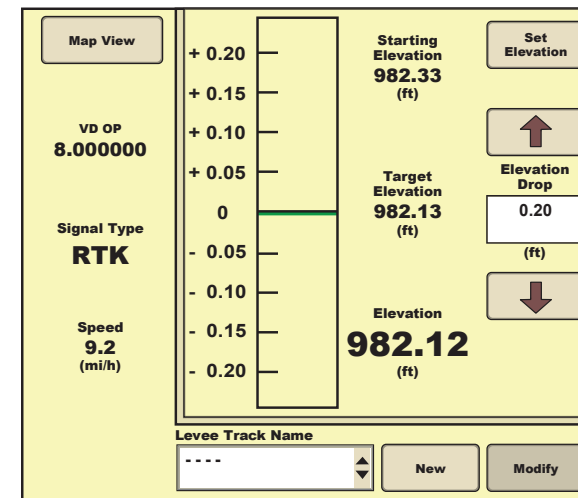 Map View
VD OP
8.000000
Signal Type
RTK
Speed
9.2
(mi/h)
+ 0.20
+ 0.15
+ 0.10
+ 0.05
0
- 0.05
- 0.10
- 0.15
- 0.20
Starting
Elevation
982.33
(ft)
Target
Elevation
982.13
(ft)
Elevation
982.12
(ft)
Set
Elevation
Elevation
Drop
0.20
(ft)
Levee Track Name
- - - -
New
Modify